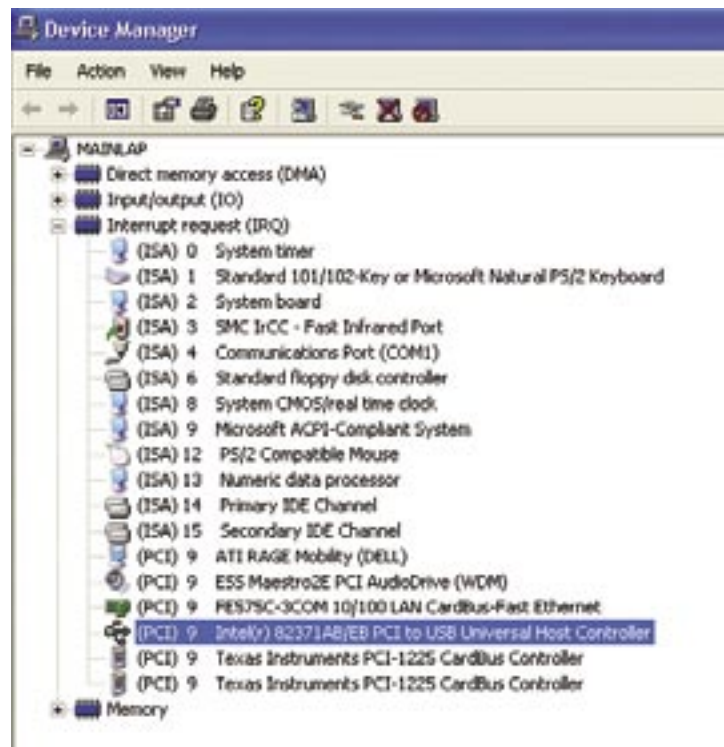 Device Manager
File Action View Help
MAINLAP
Direct memory access (DMA)
Input/output (IO)
Interrupt request (IRQ)
(ISA) 0 System timer
(ISA) 1 Standard 101/102-Key or Microsoft Natural PS/2 Keyboard
(ISA) 2 System board
(ISA) 3 SMC IrCC - Fast Infrared Port
(ISA) 4 Communications Port (COM1)
(ISA) 6 Standard floppy disk controller
(ISA) 8 System CMOS/real time clock
(ISA) 9 Microsoft ACPI-Compliant System
(ISA) 12 PS/2 Compatible Mouse
(ISA) 13 Numeric data processor
(ISA) 14 Primary IDE Channel
(ISA) 15 Secondary IDE Channel
(PCI) 9 ATI RAGE Mobility (DELL)
(PCI) 9 ESS Maestro2E PCI AudioDrive (WDM)
(PCI) 9 FE575C-3COM 10/100 LAN CardBus-Fast Ethernet
(PCI) 9 Intel(r) 82371AB/EB PCI to USB Universal Host Controller
(PCI) 9 Texas Instruments PCI-1225 CardBus Controller
(PCI) 9 Texas Instruments PCI-1225 CardBus Controller
Memory